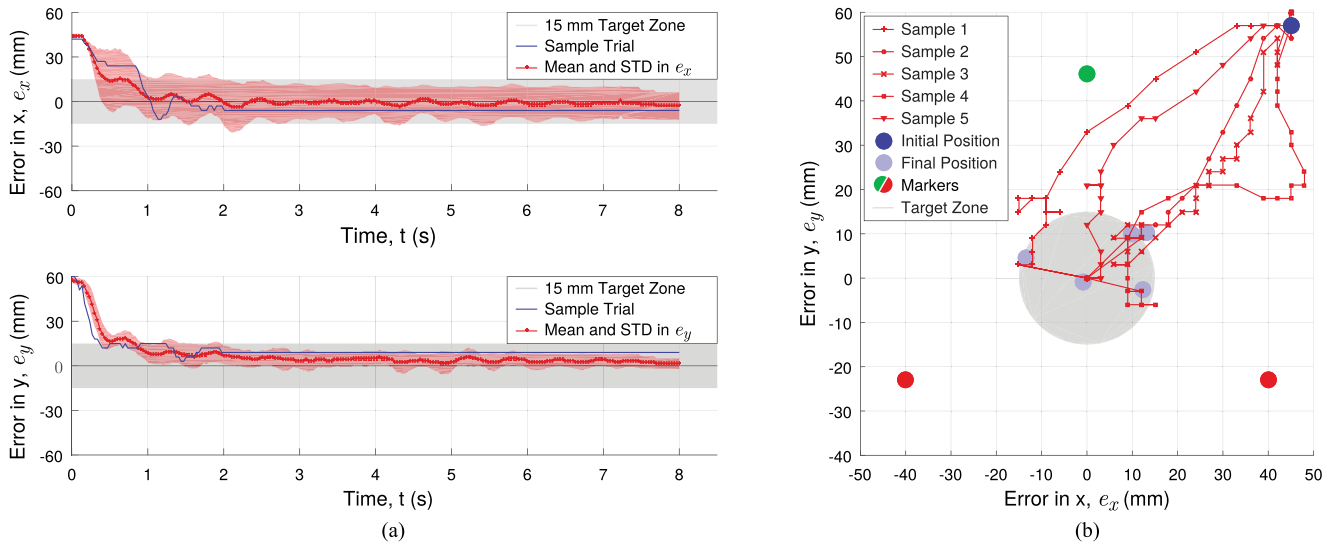 60
30
0
-30
-60
Error in x, eₓ (mm)
15 mm Target Zone
Sample Trial
Mean and STD in eₓ
0 1 2 3 4 5 6 7 8
Time, t (s)
60
30
0
-30
-60
Error in y, e_y (mm)
15 mm Target Zone
Sample Trial
Mean and STD in e_y
0 1 2 3 4 5 6 7 8
Time, t (s)
(a)
60
50
40
30
20
10
0
-10
-20
-30
-40
Error in y, e_y (mm)
Sample 1
Sample 2
Sample 3
Sample 4
Sample 5
Initial Position
Final Position
Markers
Target Zone
-50 -40 -30 -20 -10 0 10 20 30 40 50
Error in x, eₓ (mm)
(b)